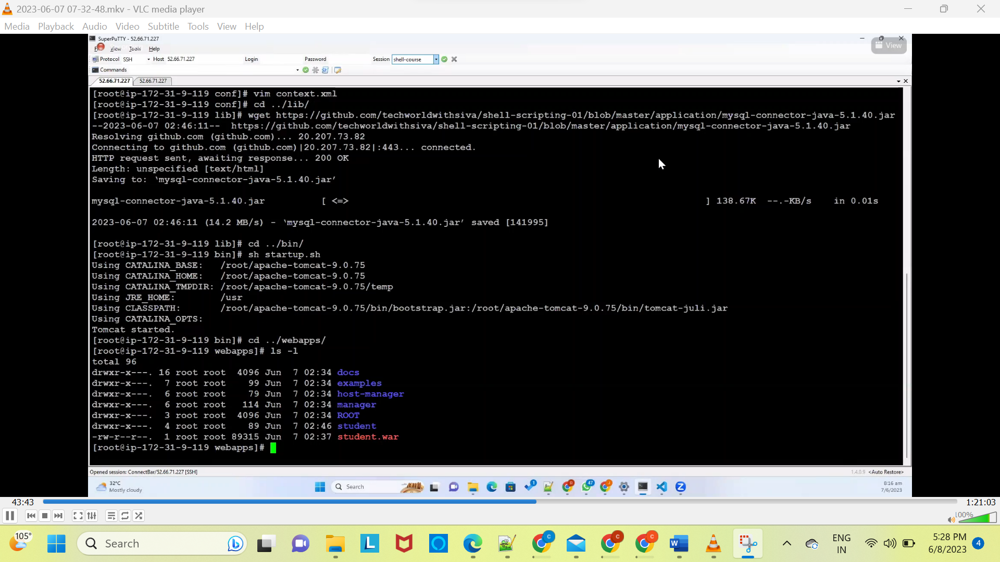 2023-06-07 07-32-48.mkv - VLC media player
Media Playback Audio Video Subtitle Tools View Help
SuperPuTTY - 52.66.71.227
View Tools Help
View
Protocol SSH Host 52.66.71.227 Login Password Session shell-course
Commands
52.66.71.227 52.66.71.227
[root@ip-172-31-9-119 conf]# vim context.xml
[root@ip-172-31-9-119 conf]# cd ../lib/
[root@ip-172-31-9-119 lib]# wget https://github.com/techworldwithsiva/shell-scripting-01/blob/master/application/mysql-connector-java-5.1.40.jar
--2023-06-07 02:46:11-- https://github.com/techworldwithsiva/shell-scripting-01/blob/master/application/mysql-connector-java-5.1.40.jar
Resolving github.com (github.com)... 20.207.73.82
Connecting to github.com (github.com)|20.207.73.82|:443... connected.
HTTP request sent, awaiting response... 200 OK
Length: unspecified [text/html]
Saving to: ‘mysql-connector-java-5.1.40.jar’
mysql-connector-java-5.1.40.jar [ <=> ] 138.67K --.-KB/s in 0.01s
2023-06-07 02:46:11 (14.2 MB/s) - ‘mysql-connector-java-5.1.40.jar’ saved [141995]
[root@ip-172-31-9-119 lib]# cd ../bin/
[root@ip-172-31-9-119 bin]# sh startup.sh
Using CATALINA_BASE: /root/apache-tomcat-9.0.75
Using CATALINA_HOME: /root/apache-tomcat-9.0.75
Using CATALINA_TMPDIR: /root/apache-tomcat-9.0.75/temp
Using JRE_HOME: /usr
Using CLASSPATH: /root/apache-tomcat-9.0.75/bin/bootstrap.jar:/root/apache-tomcat-9.0.75/bin/tomcat-juli.jar
Using CATALINA_OPTS:
Tomcat started.
[root@ip-172-31-9-119 bin]# cd ../webapps/
[root@ip-172-31-9-119 webapps]# ls -l
total 96
drwxr-x---. 16 root root 4096 Jun 7 02:34 docs
drwxr-x---. 7 root root 99 Jun 7 02:34 examples
drwxr-x---. 6 root root 79 Jun 7 02:34 host-manager
drwxr-x---. 6 root root 114 Jun 7 02:34 manager
drwxr-x---. 3 root root 4096 Jun 7 02:34 ROOT
drwxr-x---. 4 root root 89 Jun 7 02:46 student
-rw-r--r--. 1 root root 89315 Jun 7 02:37 student.war
[root@ip-172-31-9-119 webapps]#
Opened session: ConnectBar/52.66.71.227 [SSH] 1.4.0.9 <Auto Restore>
32°C
Mostly cloudy
Search
1
47
8:16 am
7/6/2023
43:43 1:21:03
100%
105°
Search
ENG
IN
5:28 PM
6/8/2023
4